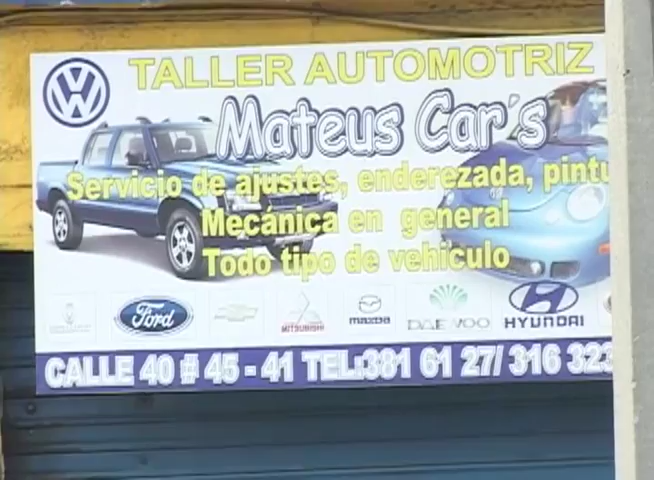 TALLER AUTOMOTRIZ
Mateus Car's
Servicio de ajustes, enderezada, pintu
Mecánica en general
Todo tipo de vehiculo
Ford
MITSUBISHI
mazda
DAEWOO
HYUNDAI
CALLE 40 # 45 - 41 TEL:381 61 27/ 316 323